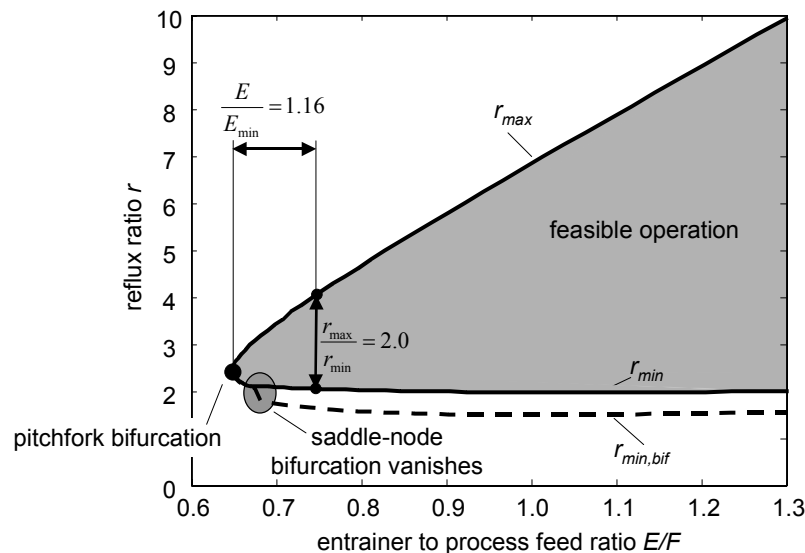 10
9
8
7
6
5
4
3
2
1
0
reflux ratio r
E
E_min
=1.16
r_max
feasible operation
r_max
r_min
=2.0
r_min
pitchfork bifurcation
saddle-node
bifurcation vanishes
r_min,bif
0.6 0.7 0.8 0.9 1.0 1.1 1.2 1.3
entrainer to process feed ratio E/F